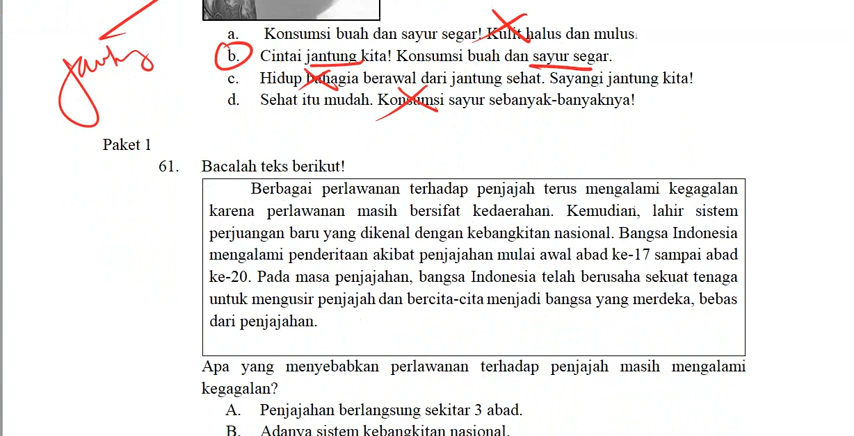 a. Konsumsi buah dan sayur segar! Kulit halus dan mulus.
jantung
b. Cintai jantung kita! Konsumsi buah dan sayur segar.
c. Hidup bahagia berawal dari jantung sehat. Sayangi jantung kita!
d. Sehat itu mudah. Konsumsi sayur sebanyak-banyaknya!
Paket 1
61. Bacalah teks berikut!
Berbagai perlawanan terhadap penjajah terus mengalami kegagalan
karena perlawanan masih bersifat kedaerahan. Kemudian, lahir sistem
perjuangan baru yang dikenal dengan kebangkitan nasional. Bangsa Indonesia
mengalami penderitaan akibat penjajahan mulai awal abad ke-17 sampai abad
ke-20. Pada masa penjajahan, bangsa Indonesia telah berusaha sekuat tenaga
untuk mengusir penjajah dan bercita-cita menjadi bangsa yang merdeka, bebas
dari penjajahan.
Apa yang menyebabkan perlawanan terhadap penjajah masih mengalami
kegagalan?
A. Penjajahan berlangsung sekitar 3 abad.
B. Adanya sistem kebangkitan nasional.